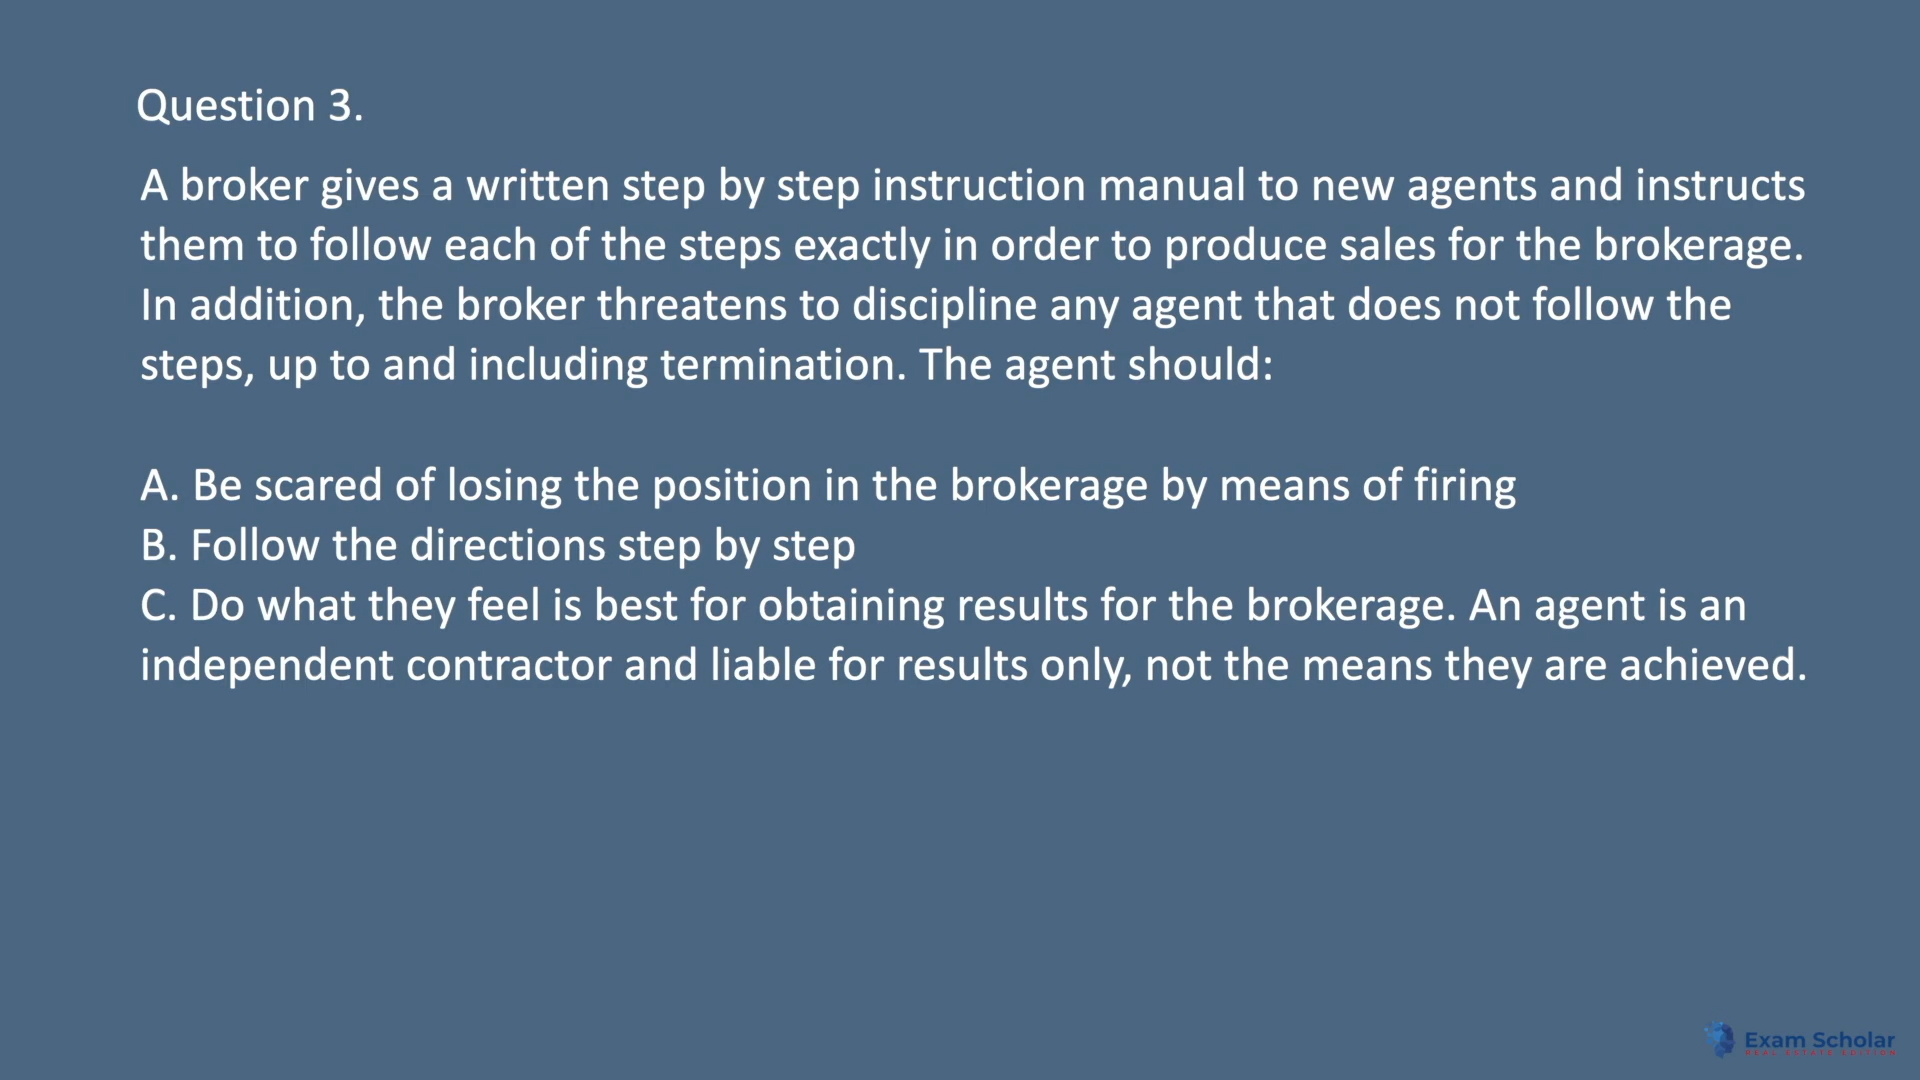 Question 3.
A broker gives a written step by step instruction manual to new agents and instructs
them to follow each of the steps exactly in order to produce sales for the brokerage.
In addition, the broker threatens to discipline any agent that does not follow the
steps, up to and including termination. The agent should:
A. Be scared of losing the position in the brokerage by means of firing
B. Follow the directions step by step
C. Do what they feel is best for obtaining results for the brokerage. An agent is an
independent contractor and liable for results only, not the means they are achieved.
Exam Scholar
REAL ESTATE EDITION